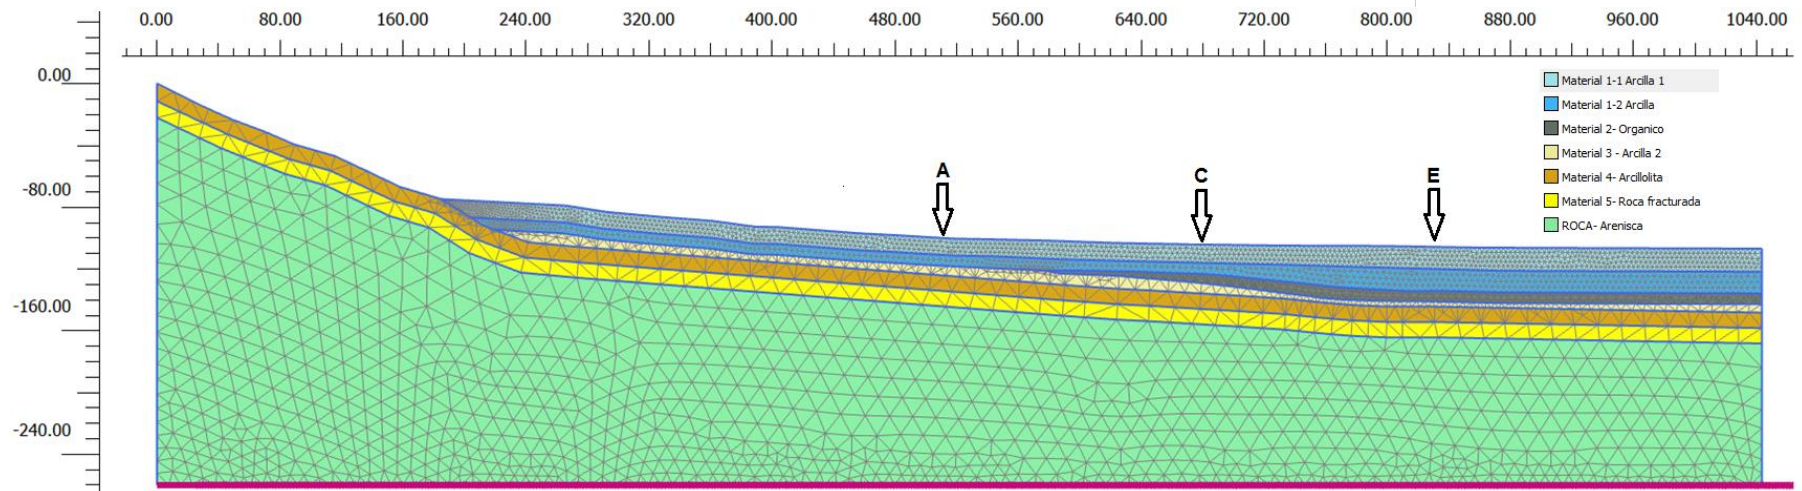 0.00 80.00 160.00 240.00 320.00 400.00 480.00 560.00 640.00 720.00 800.00 880.00 960.00 1040.00
0.00
-80.00
-160.00
-240.00
A
C
E
Material 1-1 Arcilla 1
Material 1-2 Arcilla
Material 2- Organico
Material 3 - Arcilla 2
Material 4- Arcillolita
Material 5- Roca fracturada
ROCA- Arenisca